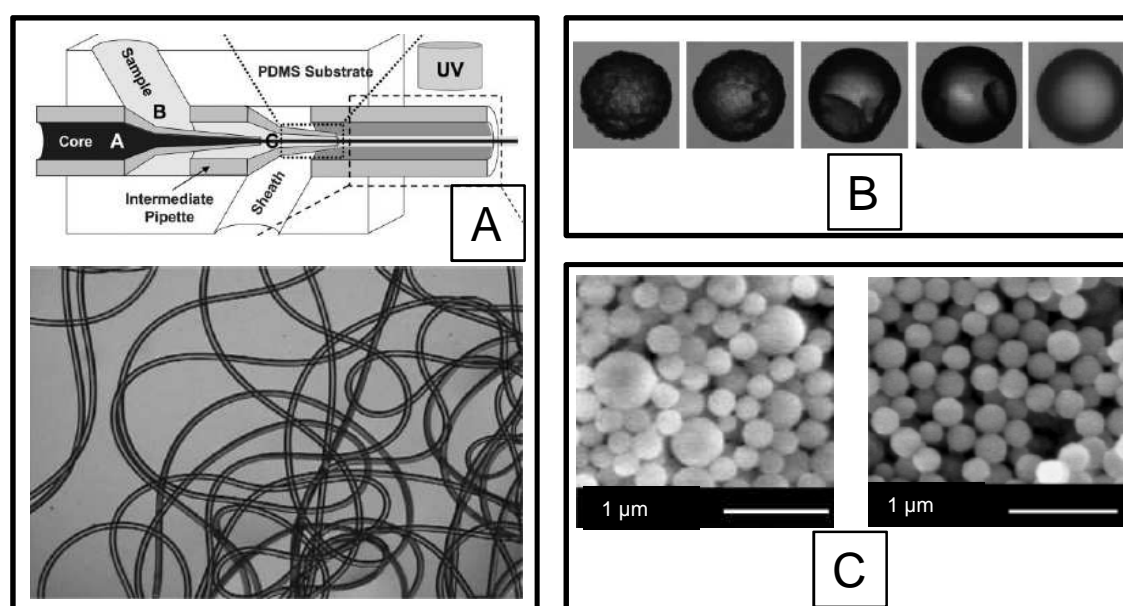 PDMS Substrate
UV
Sample
B
Core
A
C
Intermediate
Pipette
Sheath
A
B
1 μm
1 μm
C